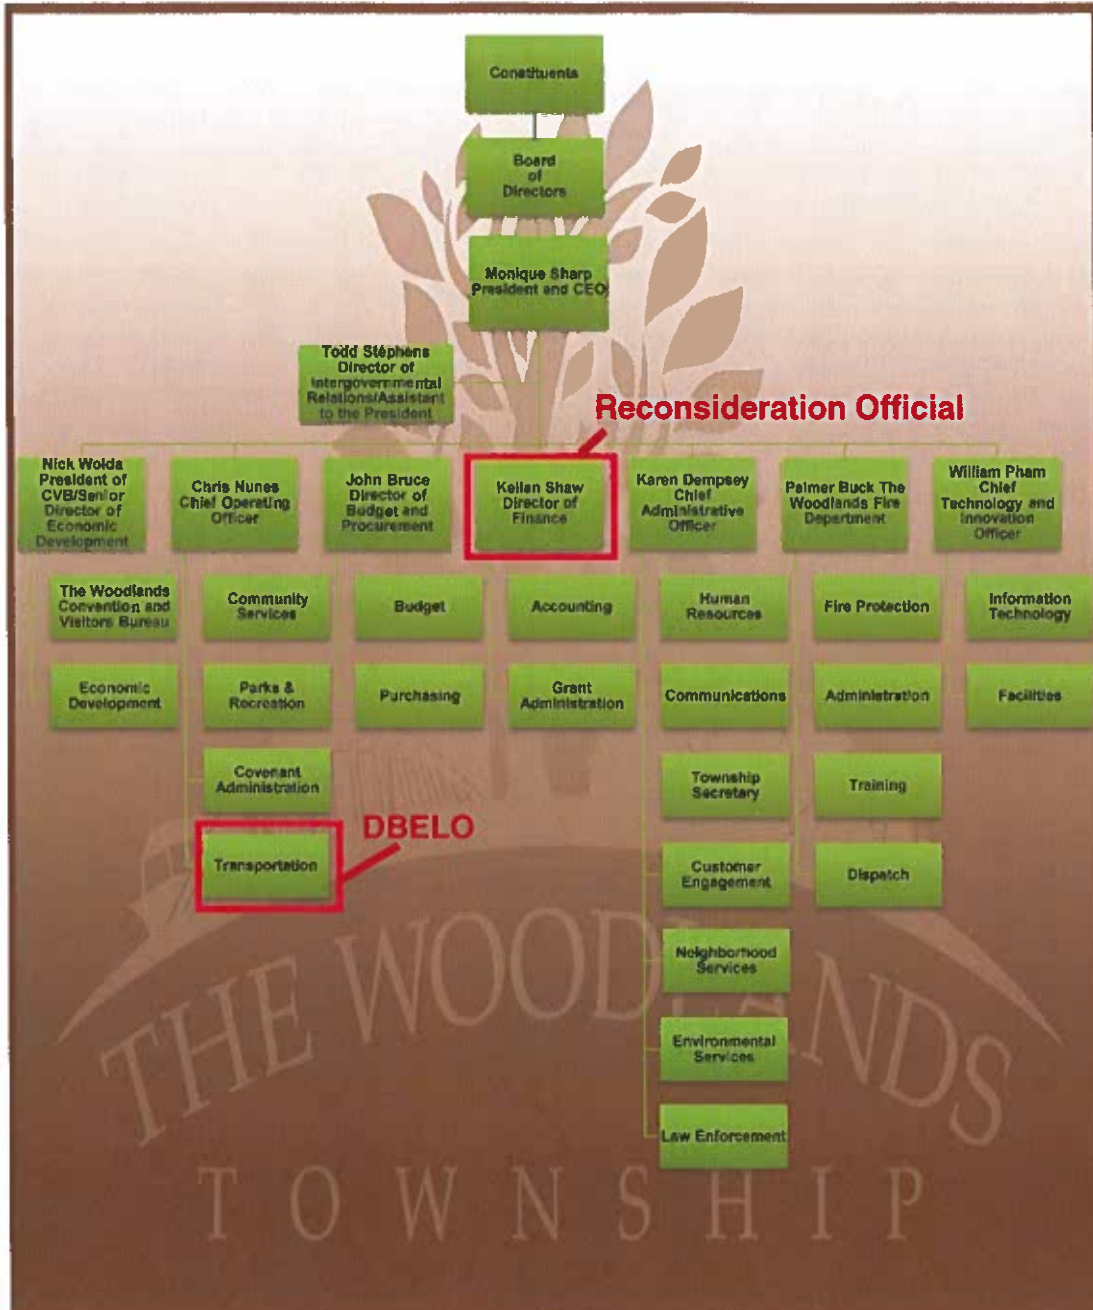 Constituents
Board
of
Directors
Monique Sharp
President and CEO
Todd Stephens
Director of
Intergovernmental
Relations/Assistant
to the President
Reconsideration Official
Nick Wolda
President of
CVB/Senior
Director of
Economic
Development
Chris Nunes
Chief Operating
Officer
John Bruce
Director of
Budget and
Procurement
Kellan Shaw
Director of
Finance
Karen Dempsey
Chief
Administrative
Officer
Palmer Buck The
Woodlands Fire
Department
William Pham
Chief
Technology and
Innovation
Officer
The Woodlands
Convention and
Visitors Bureau
Community
Services
Budget
Accounting
Human
Resources
Fire Protection
Information
Technology
Economic
Development
Parks &
Recreation
Purchasing
Grant
Administration
Communications
Administration
Facilities
Covenant
Administration
Township
Secretary
Training
DBELO
Transportation
Customer
Engagement
Dispatch
Neighborhood
Services
Environmental
Services
Law Enforcement
THE WOODLANDS
TOWNSHIP